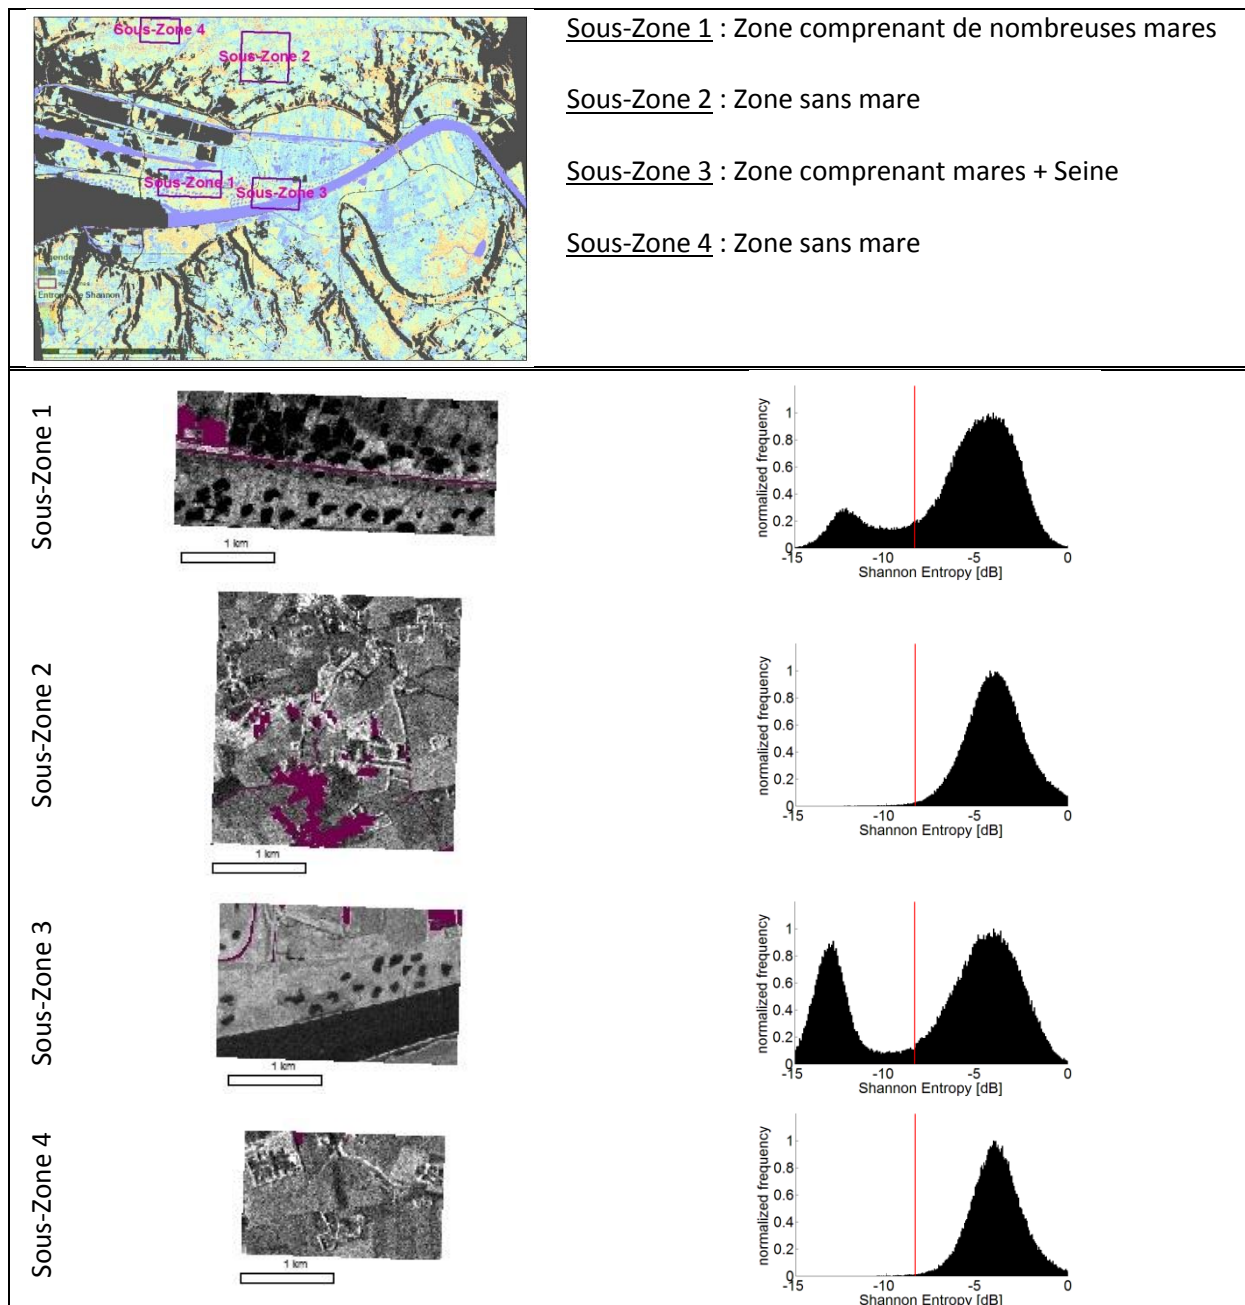 Sous-Zone 4
Sous-Zone 2
Sous-Zone 1
Sous-Zone 3
Entropie de Shannon
2
Sous-Zone 1 : Zone comprenant de nombreuses mares
Sous-Zone 2 : Zone sans mare
Sous-Zone 3 : Zone comprenant mares + Seine
Sous-Zone 4 : Zone sans mare
Sous-Zone 1
1 km
normalized frequency
1
0.8
0.6
0.4
0.2
0
-15 -10 -5 0
Shannon Entropy [dB]
Sous-Zone 2
1 km
normalized frequency
1
0.8
0.6
0.4
0.2
0
-15 -10 -5 0
Shannon Entropy [dB]
Sous-Zone 3
1 km
normalized frequency
1
0.8
0.6
0.4
0.2
0
-15 -10 -5 0
Shannon Entropy [dB]
Sous-Zone 4
1 km
normalized frequency
1
0.8
0.6
0.4
0.2
0
-15 -10 -5 0
Shannon Entropy [dB]